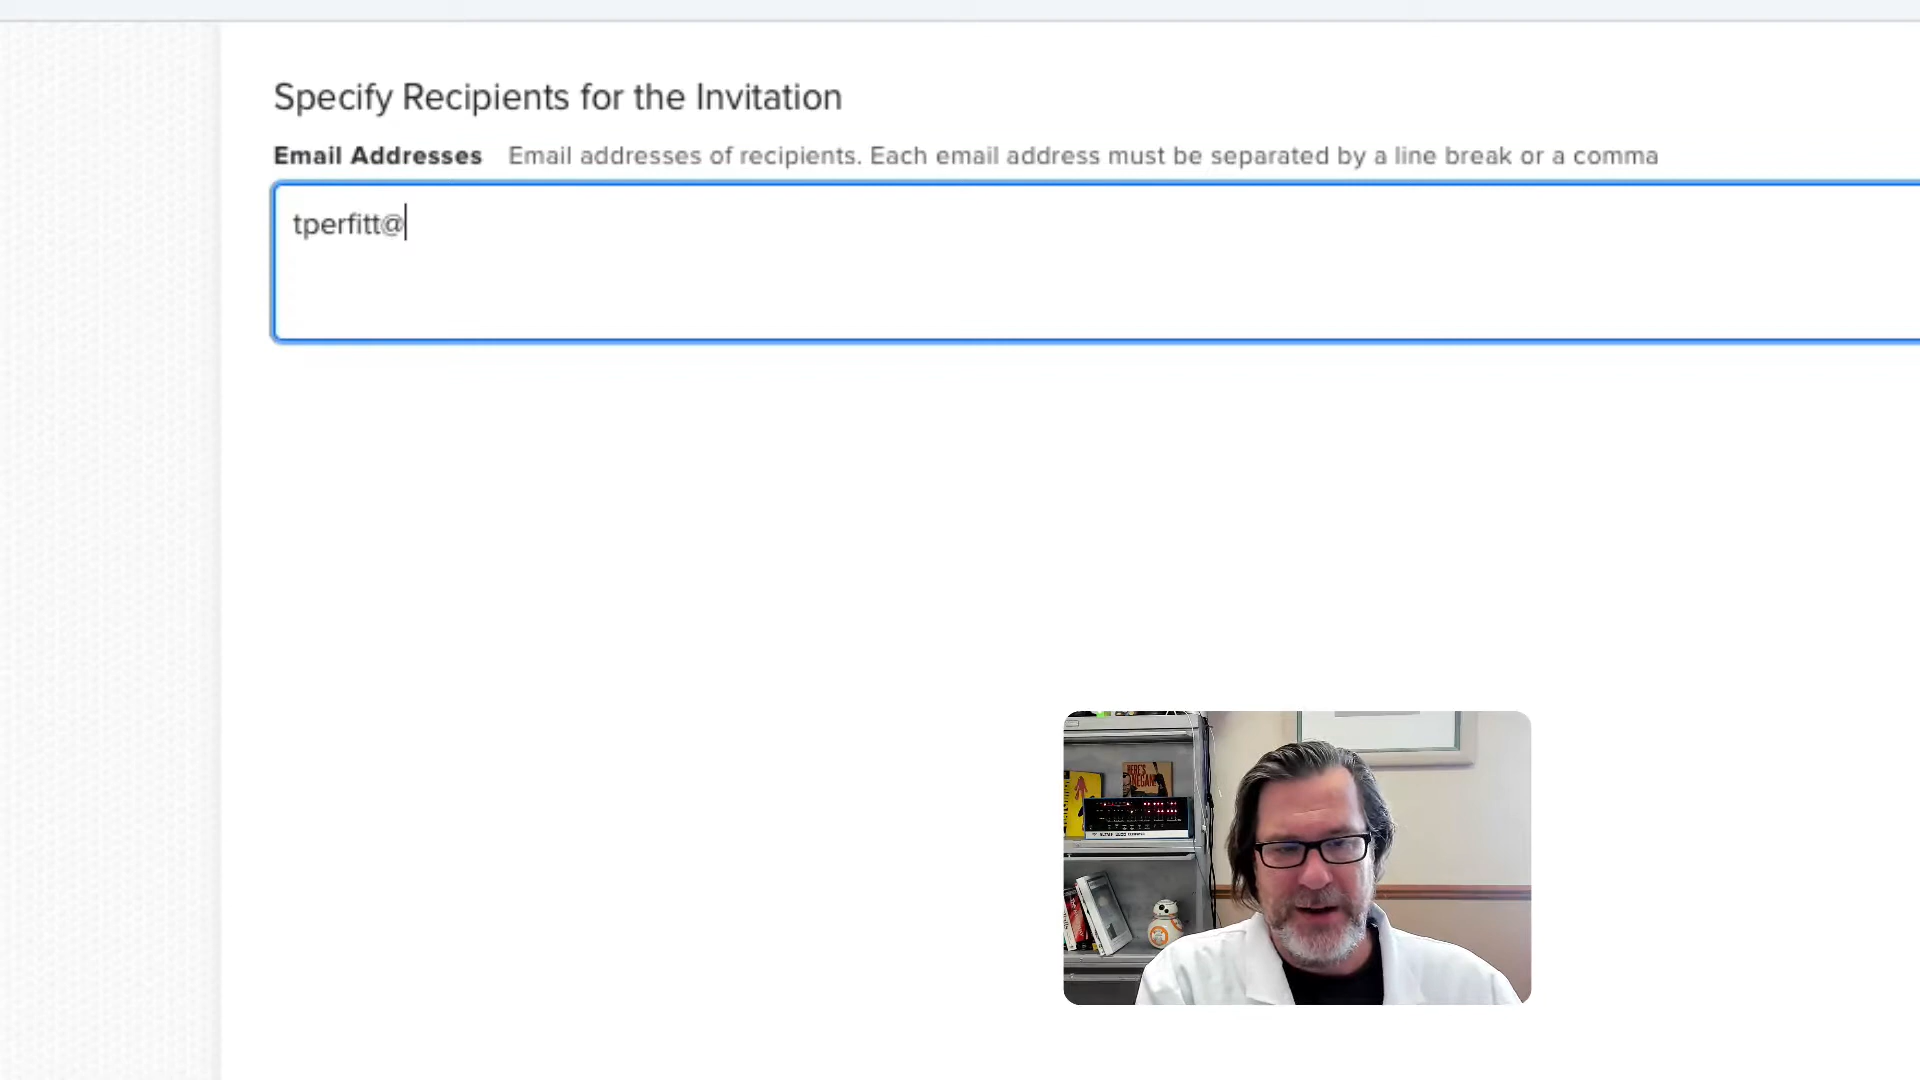 Specify Recipients for the Invitation
Email Addresses Email addresses of recipients. Each email address must be separated by a line break or a comma
tperfitt@